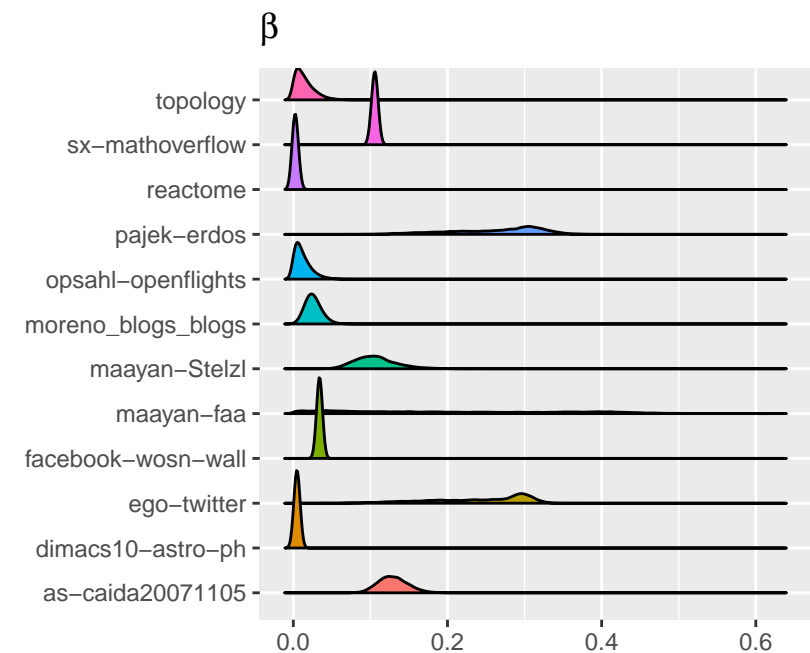 β
topology
sx−mathoverflow
reactome
pajek−erdos
opsahl−openflights
moreno_blogs_blogs
maayan−Stelzl
maayan−faa
facebook−wosn−wall
ego−twitter
dimacs10−astro−ph
as−caida20071105
0.0 0.2 0.4 0.6